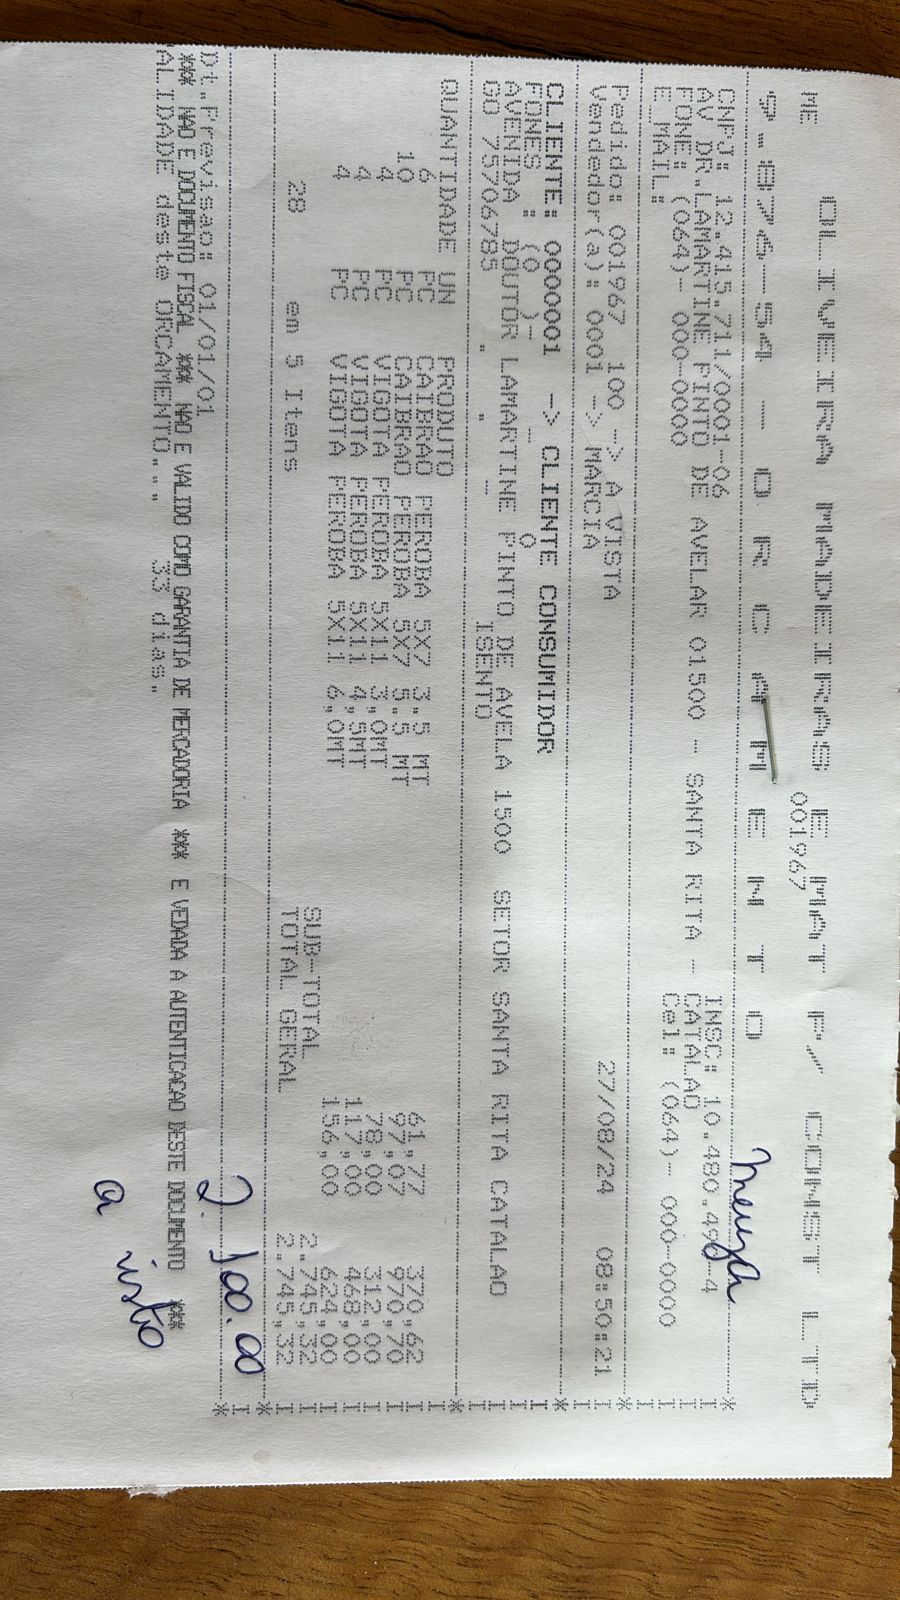 OLIVEIRA MADEIRAS E MAT P/ CONST LTD
ME 001967
9.876-54 - O R C A M E N T O
CNPJ: 12.415.711/0001-06 INSC: 10.480.499-4
AV DR.LAMARTINE PINTO DE AVELAR 01500 - SANTA RITA - CATALAO
FONE: (064)- 000-0000 Cel: (064)- 000-0000
E_MAIL:
Pedido: 001967 100 -> A VISTA 27/08/24 08:50:21
Vendedor(a): 0001 -> MARCIA
CLIENTE: 0000001 -> CLIENTE CONSUMIDOR
FONES : (0 )- - 0
AVENIDA DOUTOR LAMARTINE PINTO DE AVELA 1500 SETOR SANTA RITA CATALAO
GO 75706785 . . - ISENTO
QUANTIDADE UN PRODUTO
6 PC CAIBRAO PEROBA 5X7 3.5 MT 61,77 370,62
10 PC CAIBRAO PEROBA 5X7 5.5 MT 97,07 970,70
4 PC VIGOTA PEROBA 5X11 3,0MT 78,00 312,00
4 PC VIGOTA PEROBA 5X11 4,5MT 117,00 468,00
4 PC VIGOTA PEROBA 5X11 6,0MT 156,00 624,00
SUB-TOTAL 2.745,32
28 em 5 Itens TOTAL GERAL 2.745,32
2.100.00
Dt.Previsao: 01/01/01
*** NAO E DOCUMENTO FISCAL *** NAO E VALIDO COMO GARANTIA DE MERCADORIA *** E VEDADA A AUTENTICACAO DESTE DOCUMENTO ***
ALIDADE deste ORCAMENTO... 33 dias.
a visto